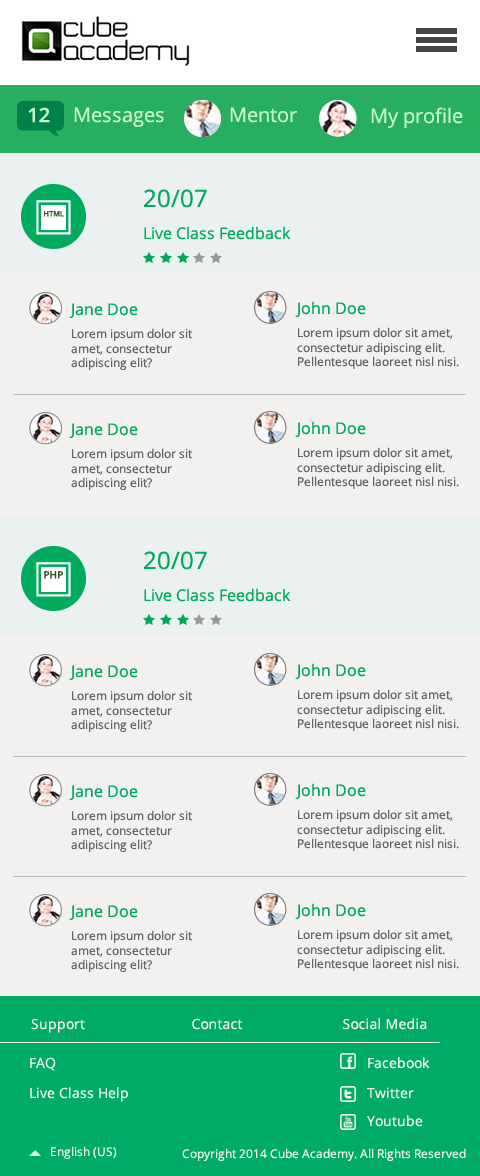 cube
academy
12 Messages Mentor My profile
HTML
20/07
Live Class Feedback
Jane Doe
Lorem ipsum dolor sit
amet, consectetur
adipiscing elit?
John Doe
Lorem ipsum dolor sit amet,
consectetur adipiscing elit.
Pellentesque laoreet nisl nisi.
Jane Doe
Lorem ipsum dolor sit
amet, consectetur
adipiscing elit?
John Doe
Lorem ipsum dolor sit amet,
consectetur adipiscing elit.
Pellentesque laoreet nisl nisi.
PHP
20/07
Live Class Feedback
Jane Doe
Lorem ipsum dolor sit
amet, consectetur
adipiscing elit?
John Doe
Lorem ipsum dolor sit amet,
consectetur adipiscing elit.
Pellentesque laoreet nisl nisi.
Jane Doe
Lorem ipsum dolor sit
amet, consectetur
adipiscing elit?
John Doe
Lorem ipsum dolor sit amet,
consectetur adipiscing elit.
Pellentesque laoreet nisl nisi.
Jane Doe
Lorem ipsum dolor sit
amet, consectetur
adipiscing elit?
John Doe
Lorem ipsum dolor sit amet,
consectetur adipiscing elit.
Pellentesque laoreet nisl nisi.
Support Contact Social Media
FAQ
Live Class Help
Facebook
Twitter
Youtube
English (US)
Copyright 2014 Cube Academy. All Rights Reserved